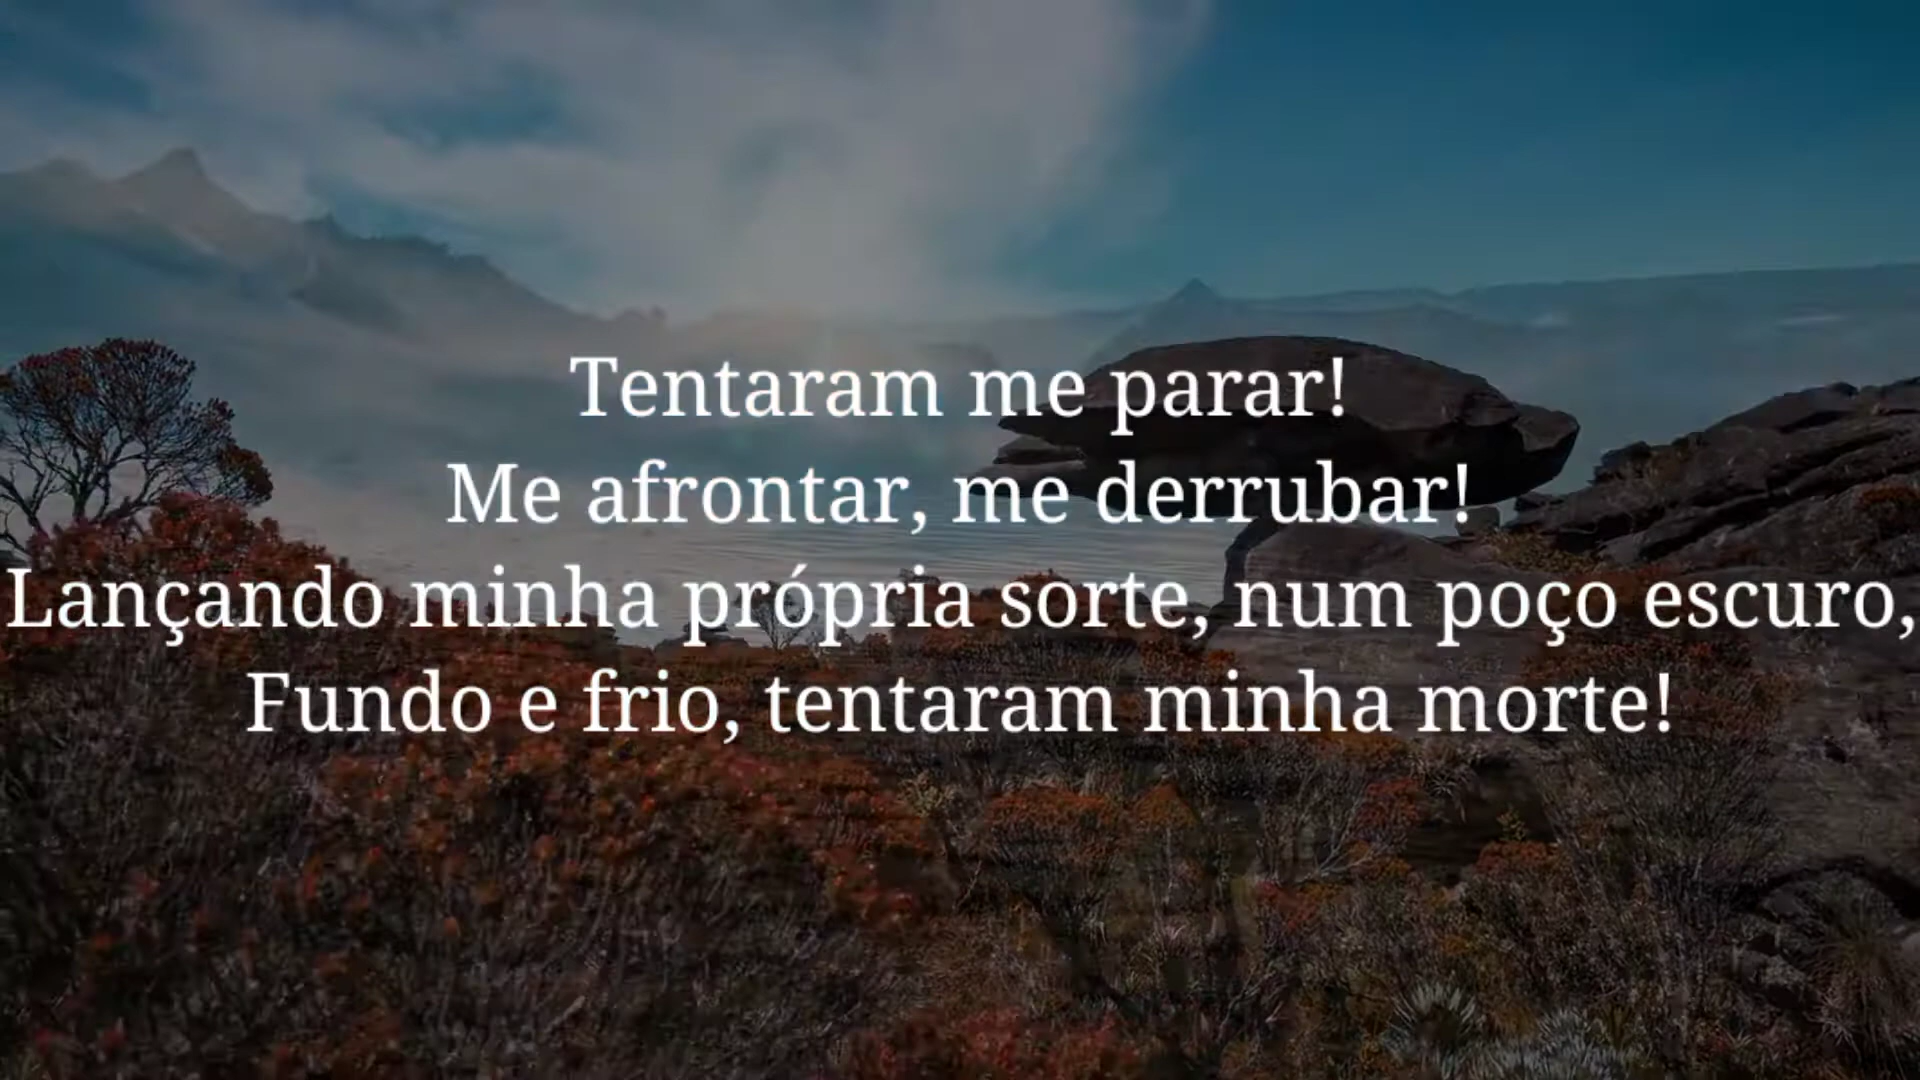 Tentaram me parar!
Me afrontar, me derrubar!
Lançando minha própria sorte, num poço escuro,
Fundo e frio, tentaram minha morte!